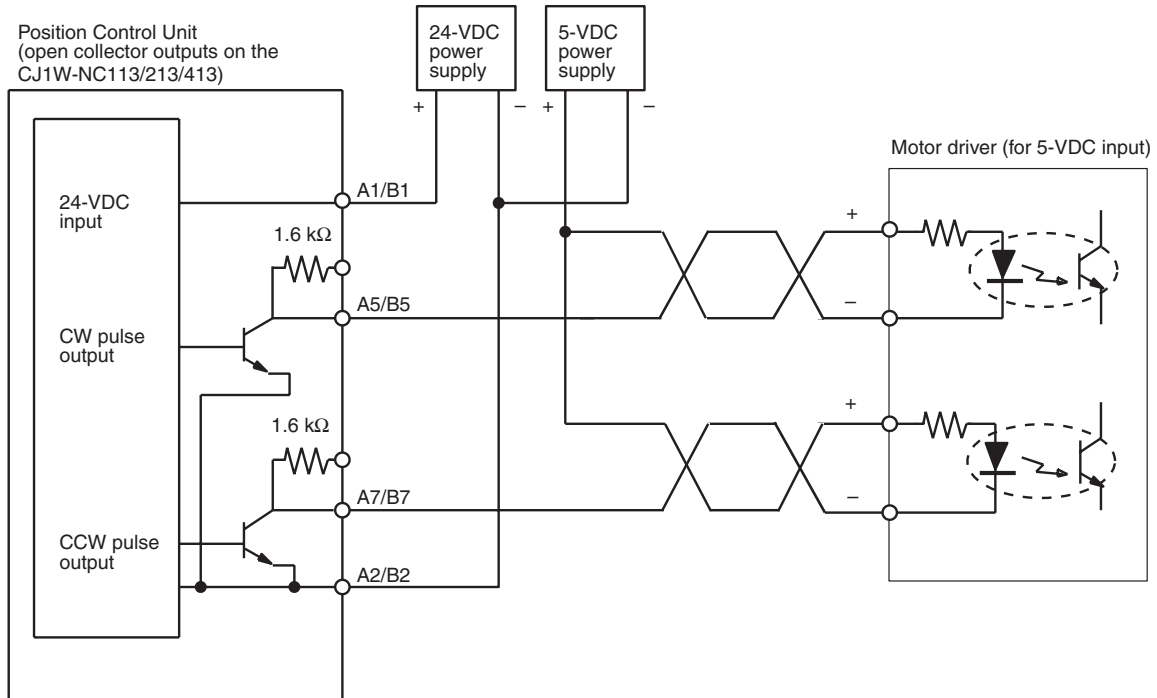 Position Control Unit
(open collector outputs on the
CJ1W-NC113/213/413)
24-VDC
power
supply
5-VDC
power
supply
+
–
+
–
Motor driver (for 5-VDC input)
24-VDC
input
A1/B1
1.6 kΩ
+
–
A5/B5
CW pulse
output
1.6 kΩ
+
–
A7/B7
CCW pulse
output
A2/B2